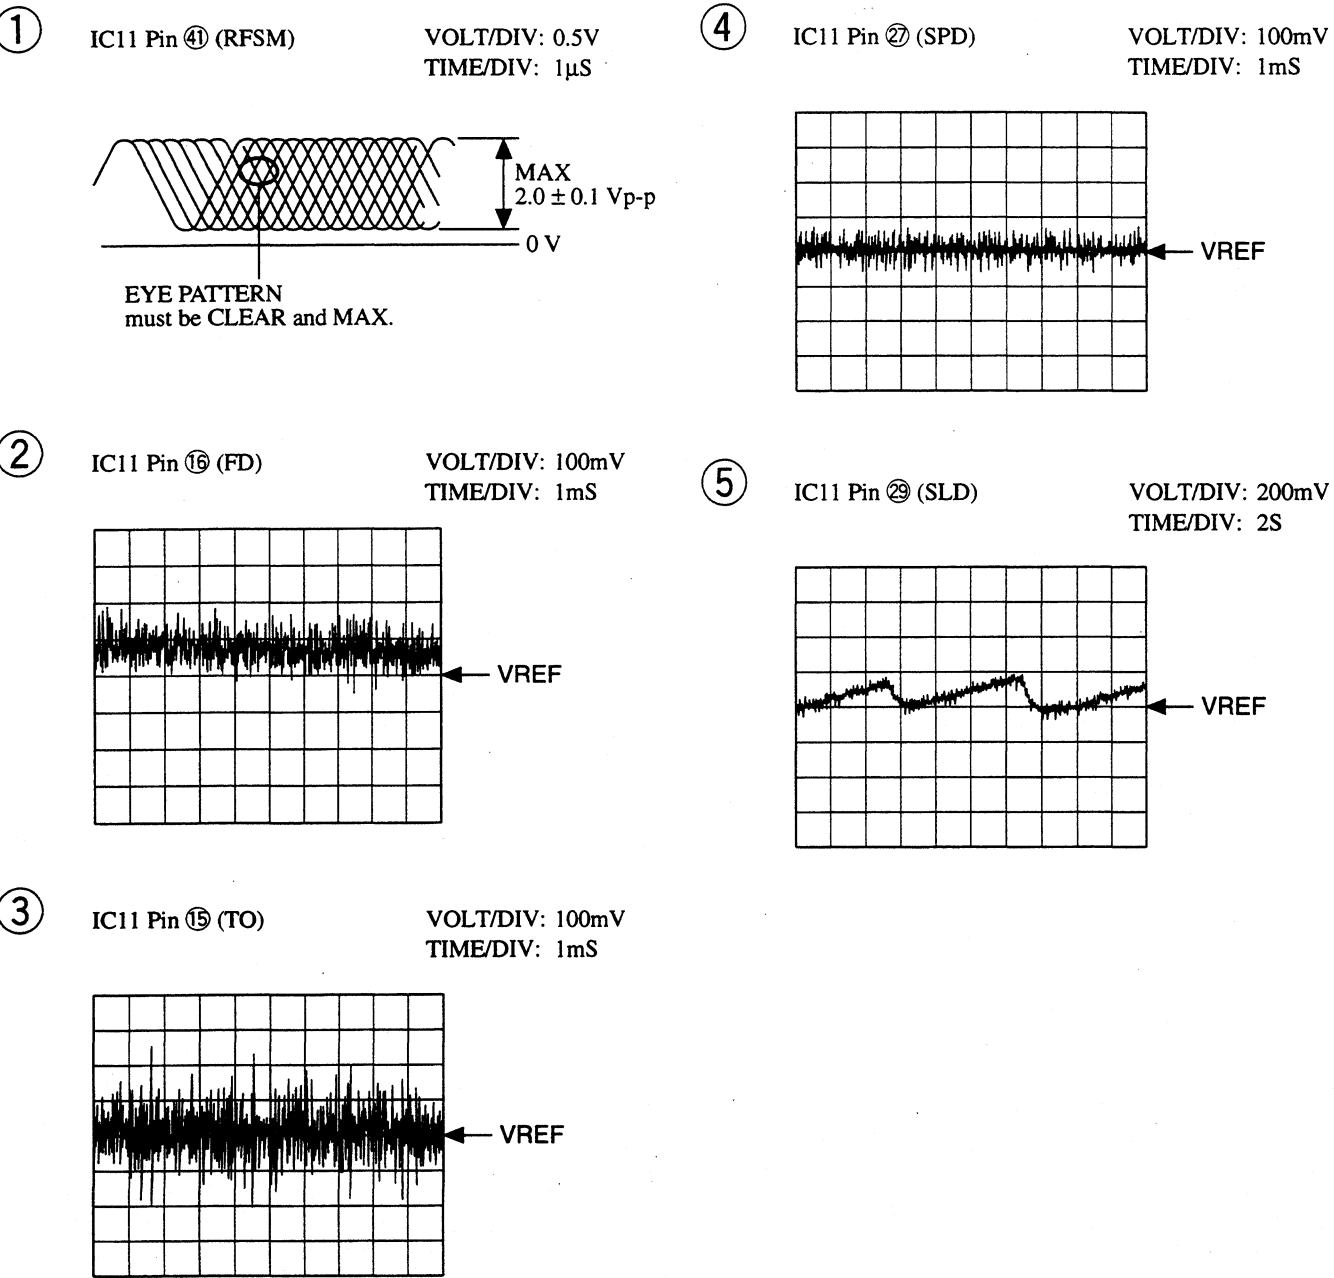 1
IC11 Pin ㊶ (RFSM)
VOLT/DIV: 0.5V
TIME/DIV: 1µS
MAX
2.0 ± 0.1 Vp-p
0 V
EYE PATTERN
must be CLEAR and MAX.
2
IC11 Pin ⑯ (FD)
VOLT/DIV: 100mV
TIME/DIV: 1mS
VREF
3
IC11 Pin ⑮ (TO)
VOLT/DIV: 100mV
TIME/DIV: 1mS
VREF
4
IC11 Pin ㉗ (SPD)
VOLT/DIV: 100mV
TIME/DIV: 1mS
VREF
5
IC11 Pin ㉙ (SLD)
VOLT/DIV: 200mV
TIME/DIV: 2S
VREF